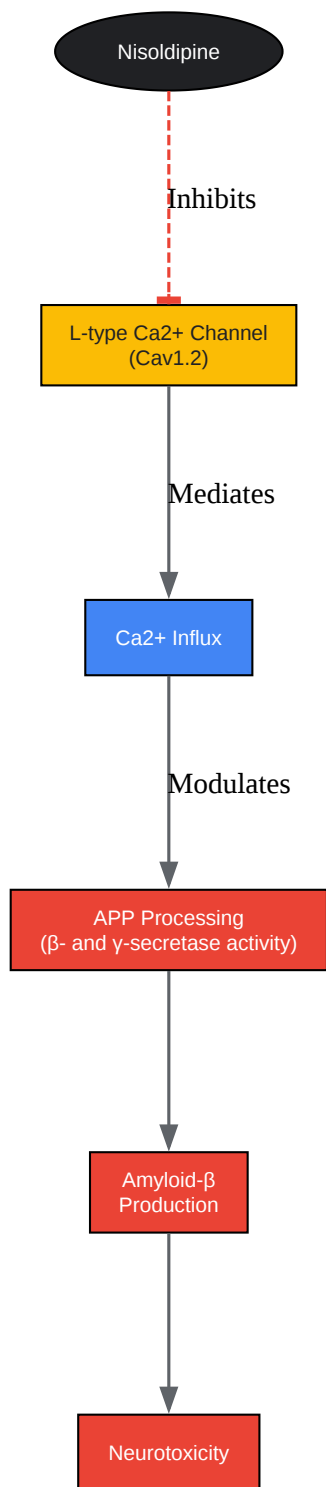 Nisoldipine
Inhibits
L-type Ca2+ Channel
(Cav1.2)
Mediates
Ca2+ Influx
Modulates
APP Processing
(β- and γ-secretase activity)
Amyloid-β
Production
Neurotoxicity